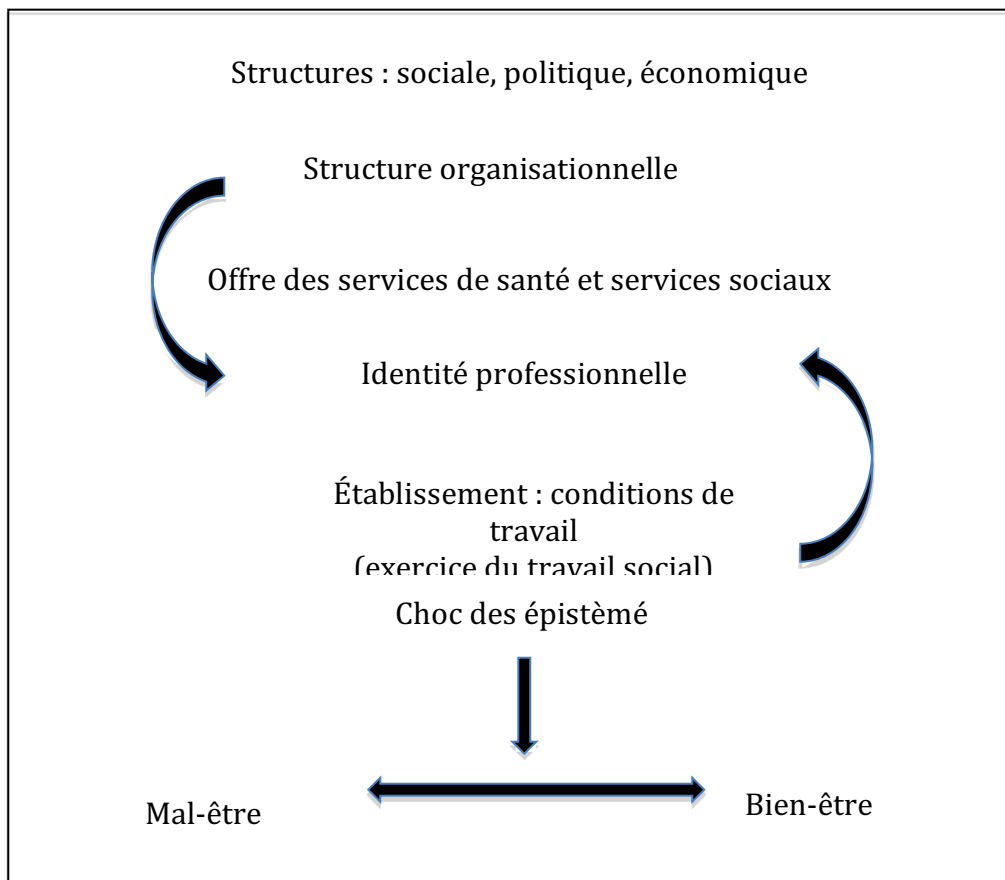 Structures : sociale, politique, économique
Structure organisationnelle
Offre des services de santé et services sociaux
Identité professionnelle
Établissement : conditions de
travail
(exercice du travail social)
Choc des épistèmé
Mal-être
Bien-être